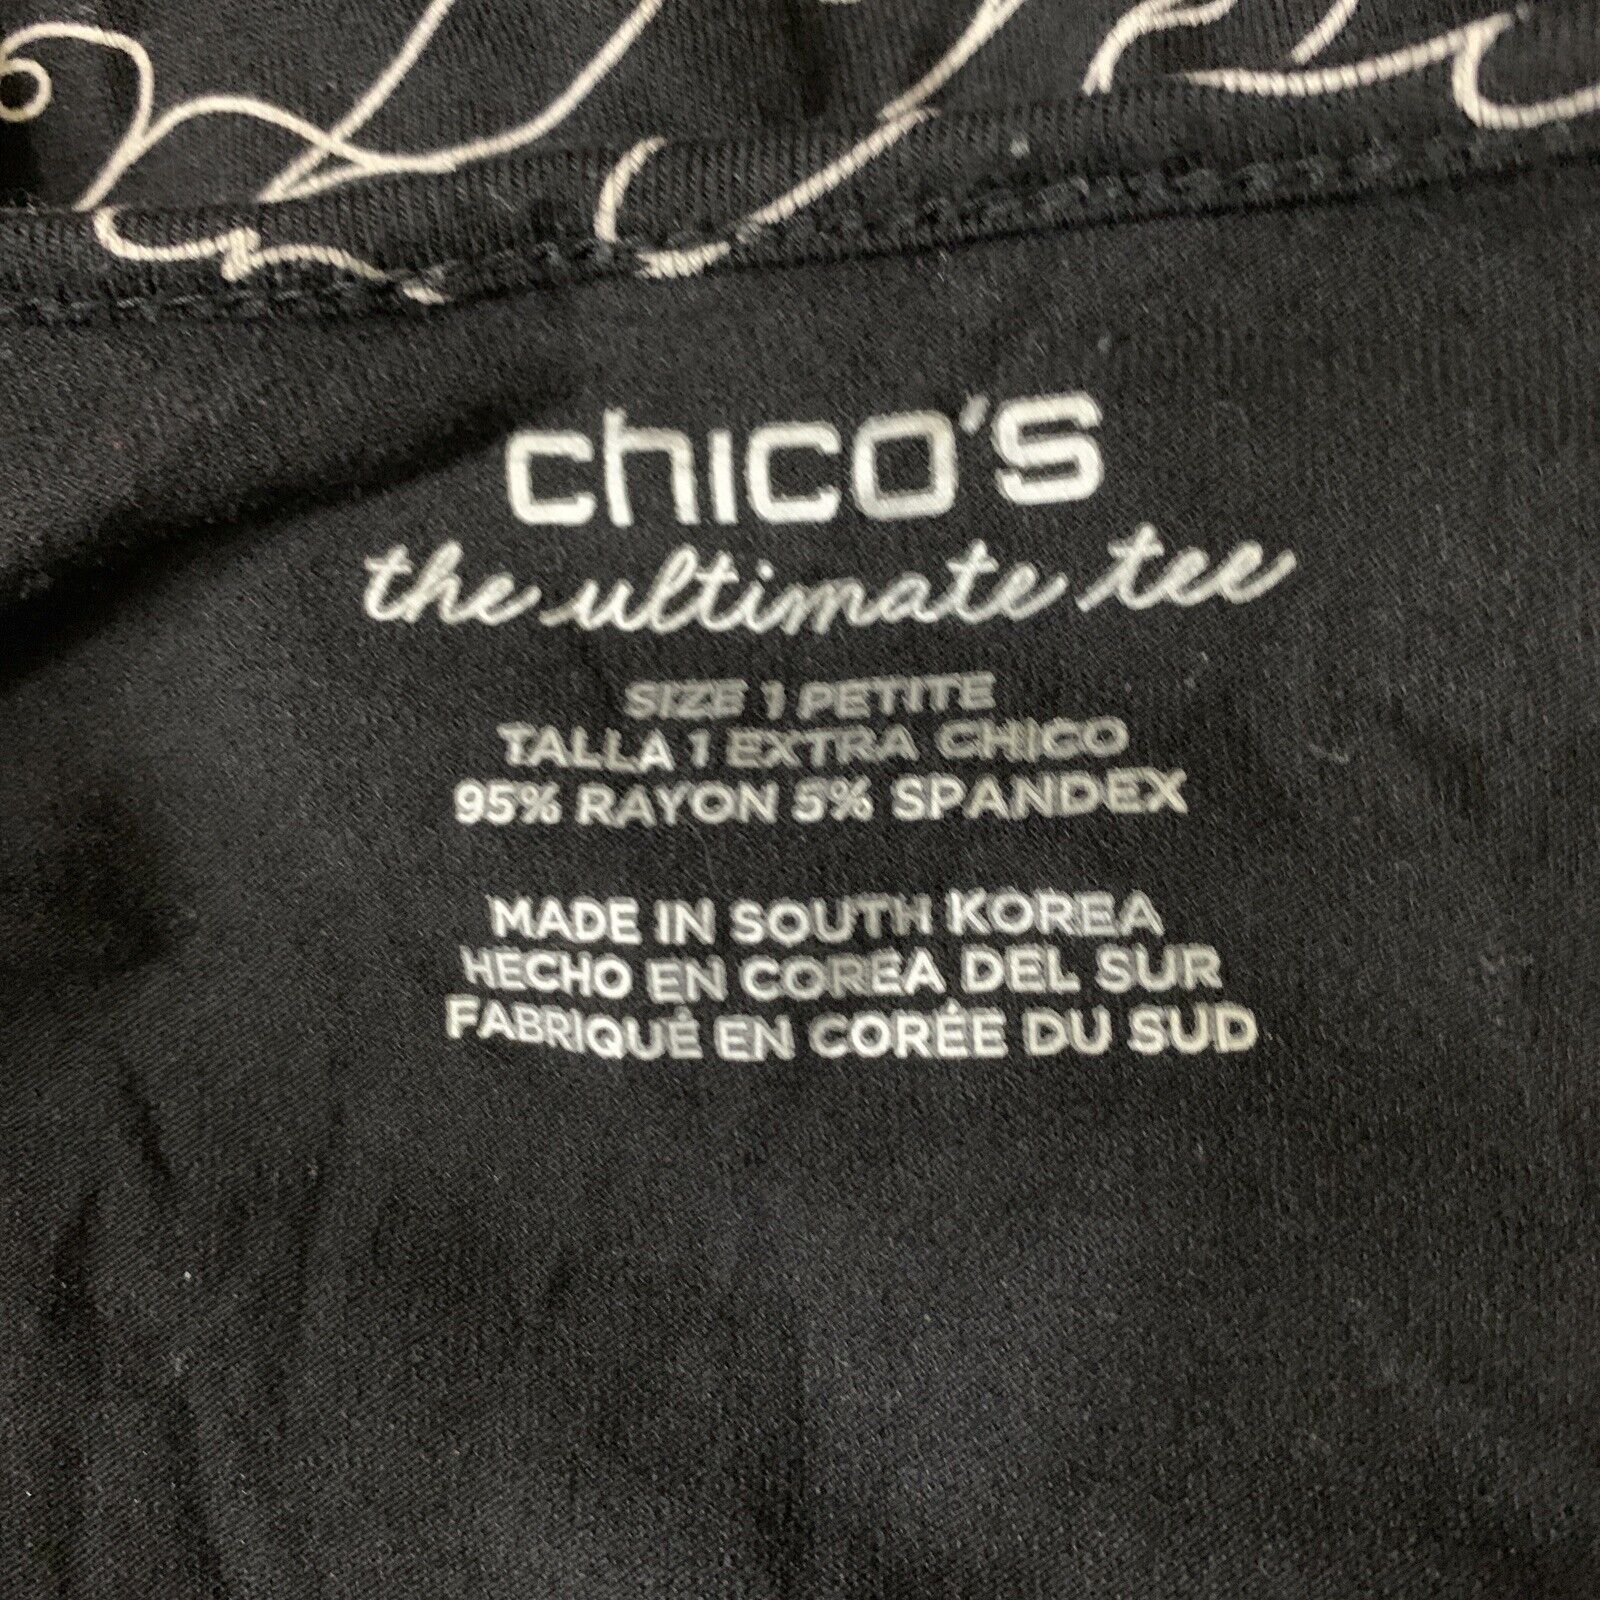 chico's
the ultimate tee
SIZE 1 PETITE
TALLA 1 EXTRA CHICO
95% RAYON 5% SPANDEX
MADE IN SOUTH KOREA
HECHO EN COREA DEL SUR
FABRIQUÉ EN CORÉE DU SUD